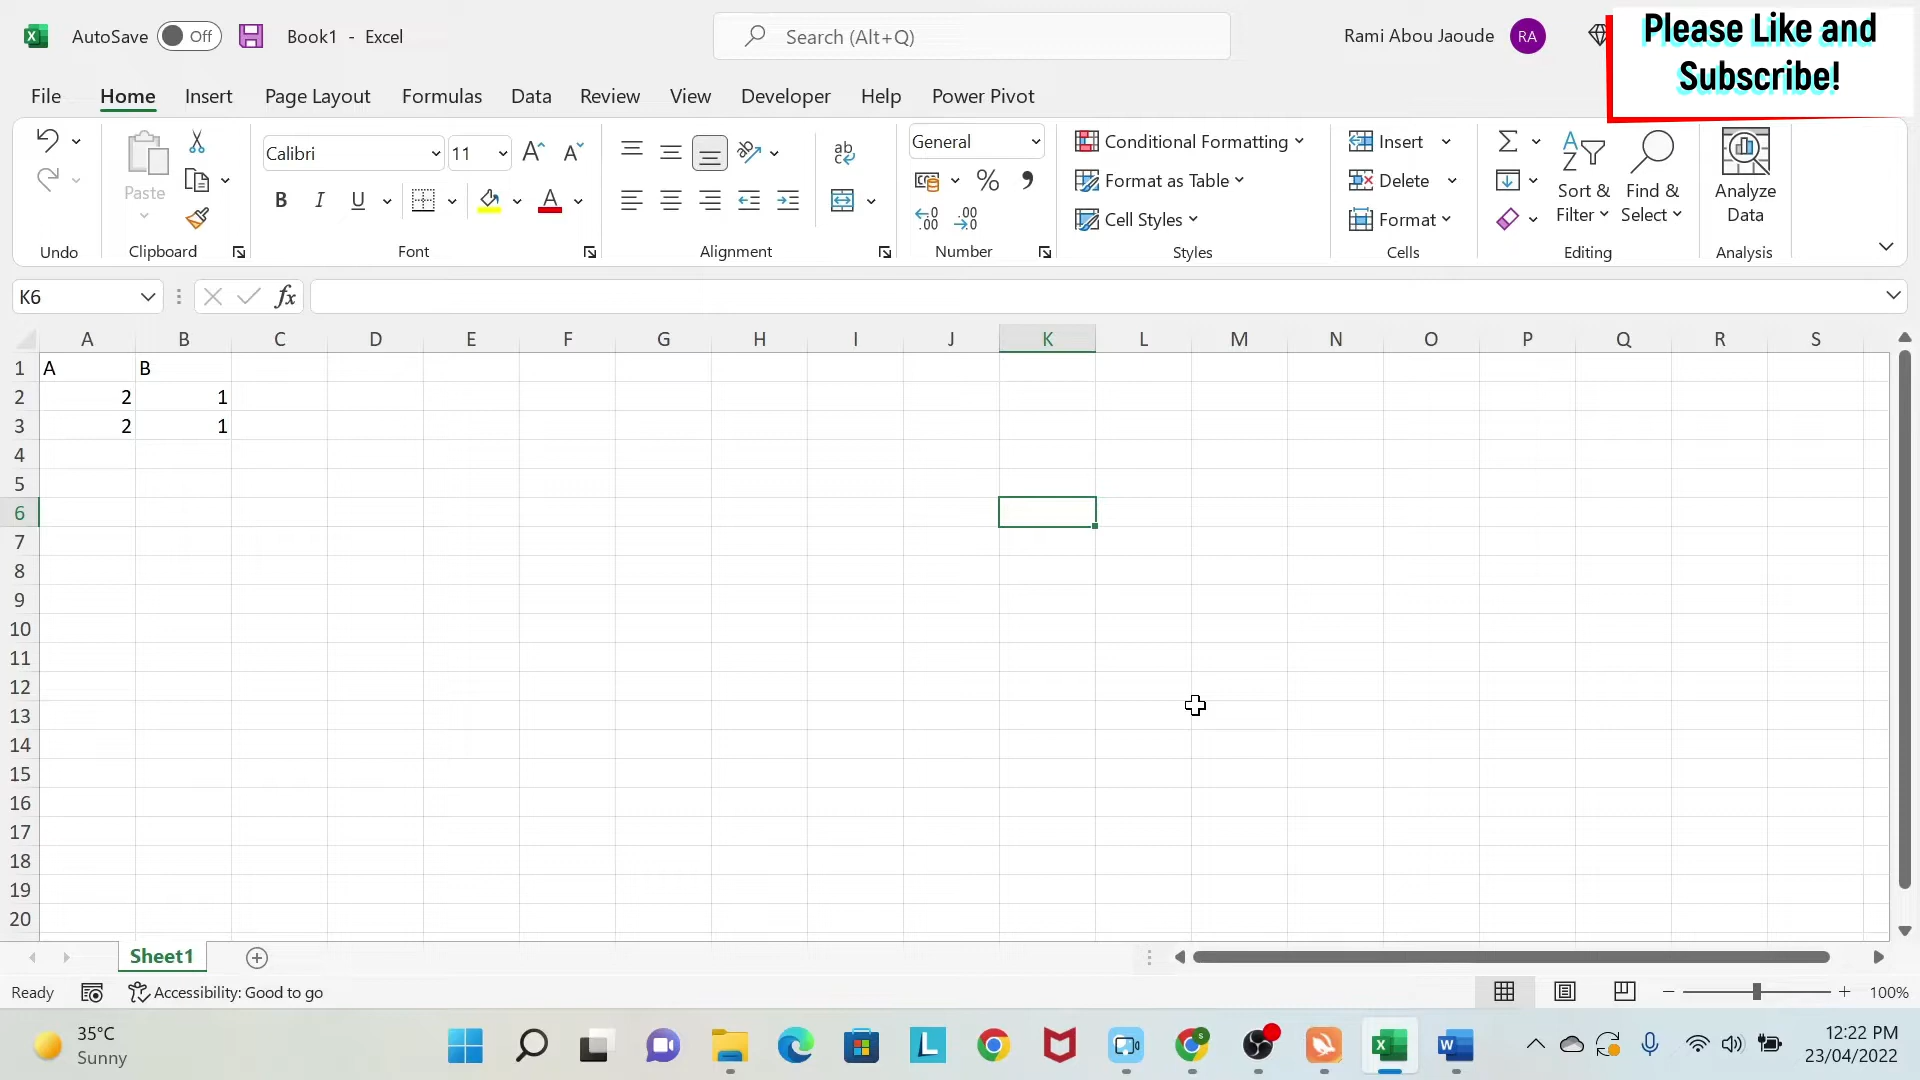 AutoSave Off Book1 - Excel Search (Alt+Q) Rami Abou Jaoude RA
Please Like and
Subscribe!
File Home Insert Page Layout Formulas Data Review View Developer Help Power Pivot
Paste
Undo
Clipboard
Calibri 11
B I U
A
Font
ab
Alignment
General
%
Number
Conditional Formatting
Format as Table
Cell Styles
Styles
Insert
Delete
Format
Cells
Sort &
Filter
Find &
Select
Editing
Analyze
Data
Analysis
K6 fx
A B C D E F G H I J K L M N O P Q R S
1 A B
2 2 1
3 2 1
4
5
6
7
8
9
10
11
12
13
14
15
16
17
18
19
20
Sheet1
Ready Accessibility: Good to go 100%
35°C
Sunny
12:22 PM
23/04/2022